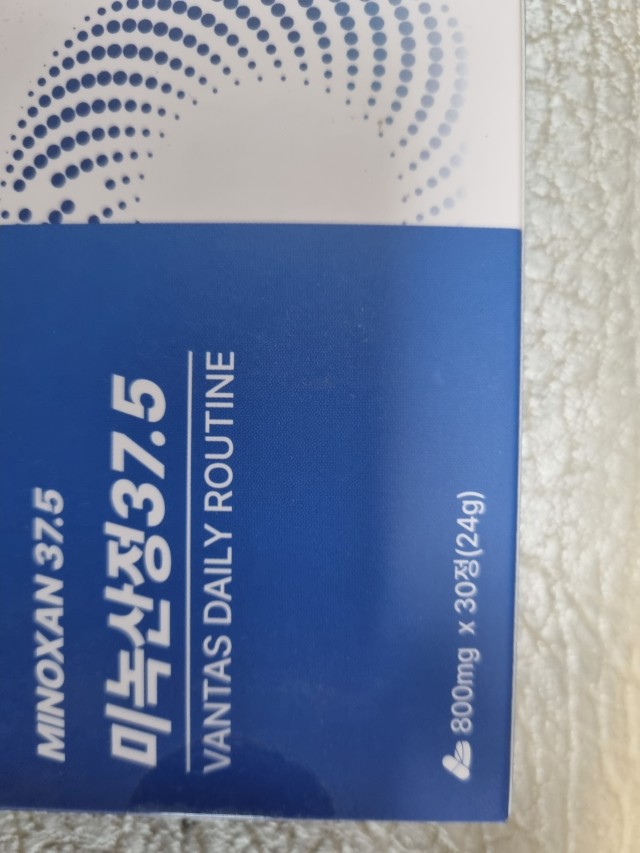 MINOXAN 37.5
미녹산정37.5
VANTAS DAILY ROUTINE
800mg x 30정(24g)